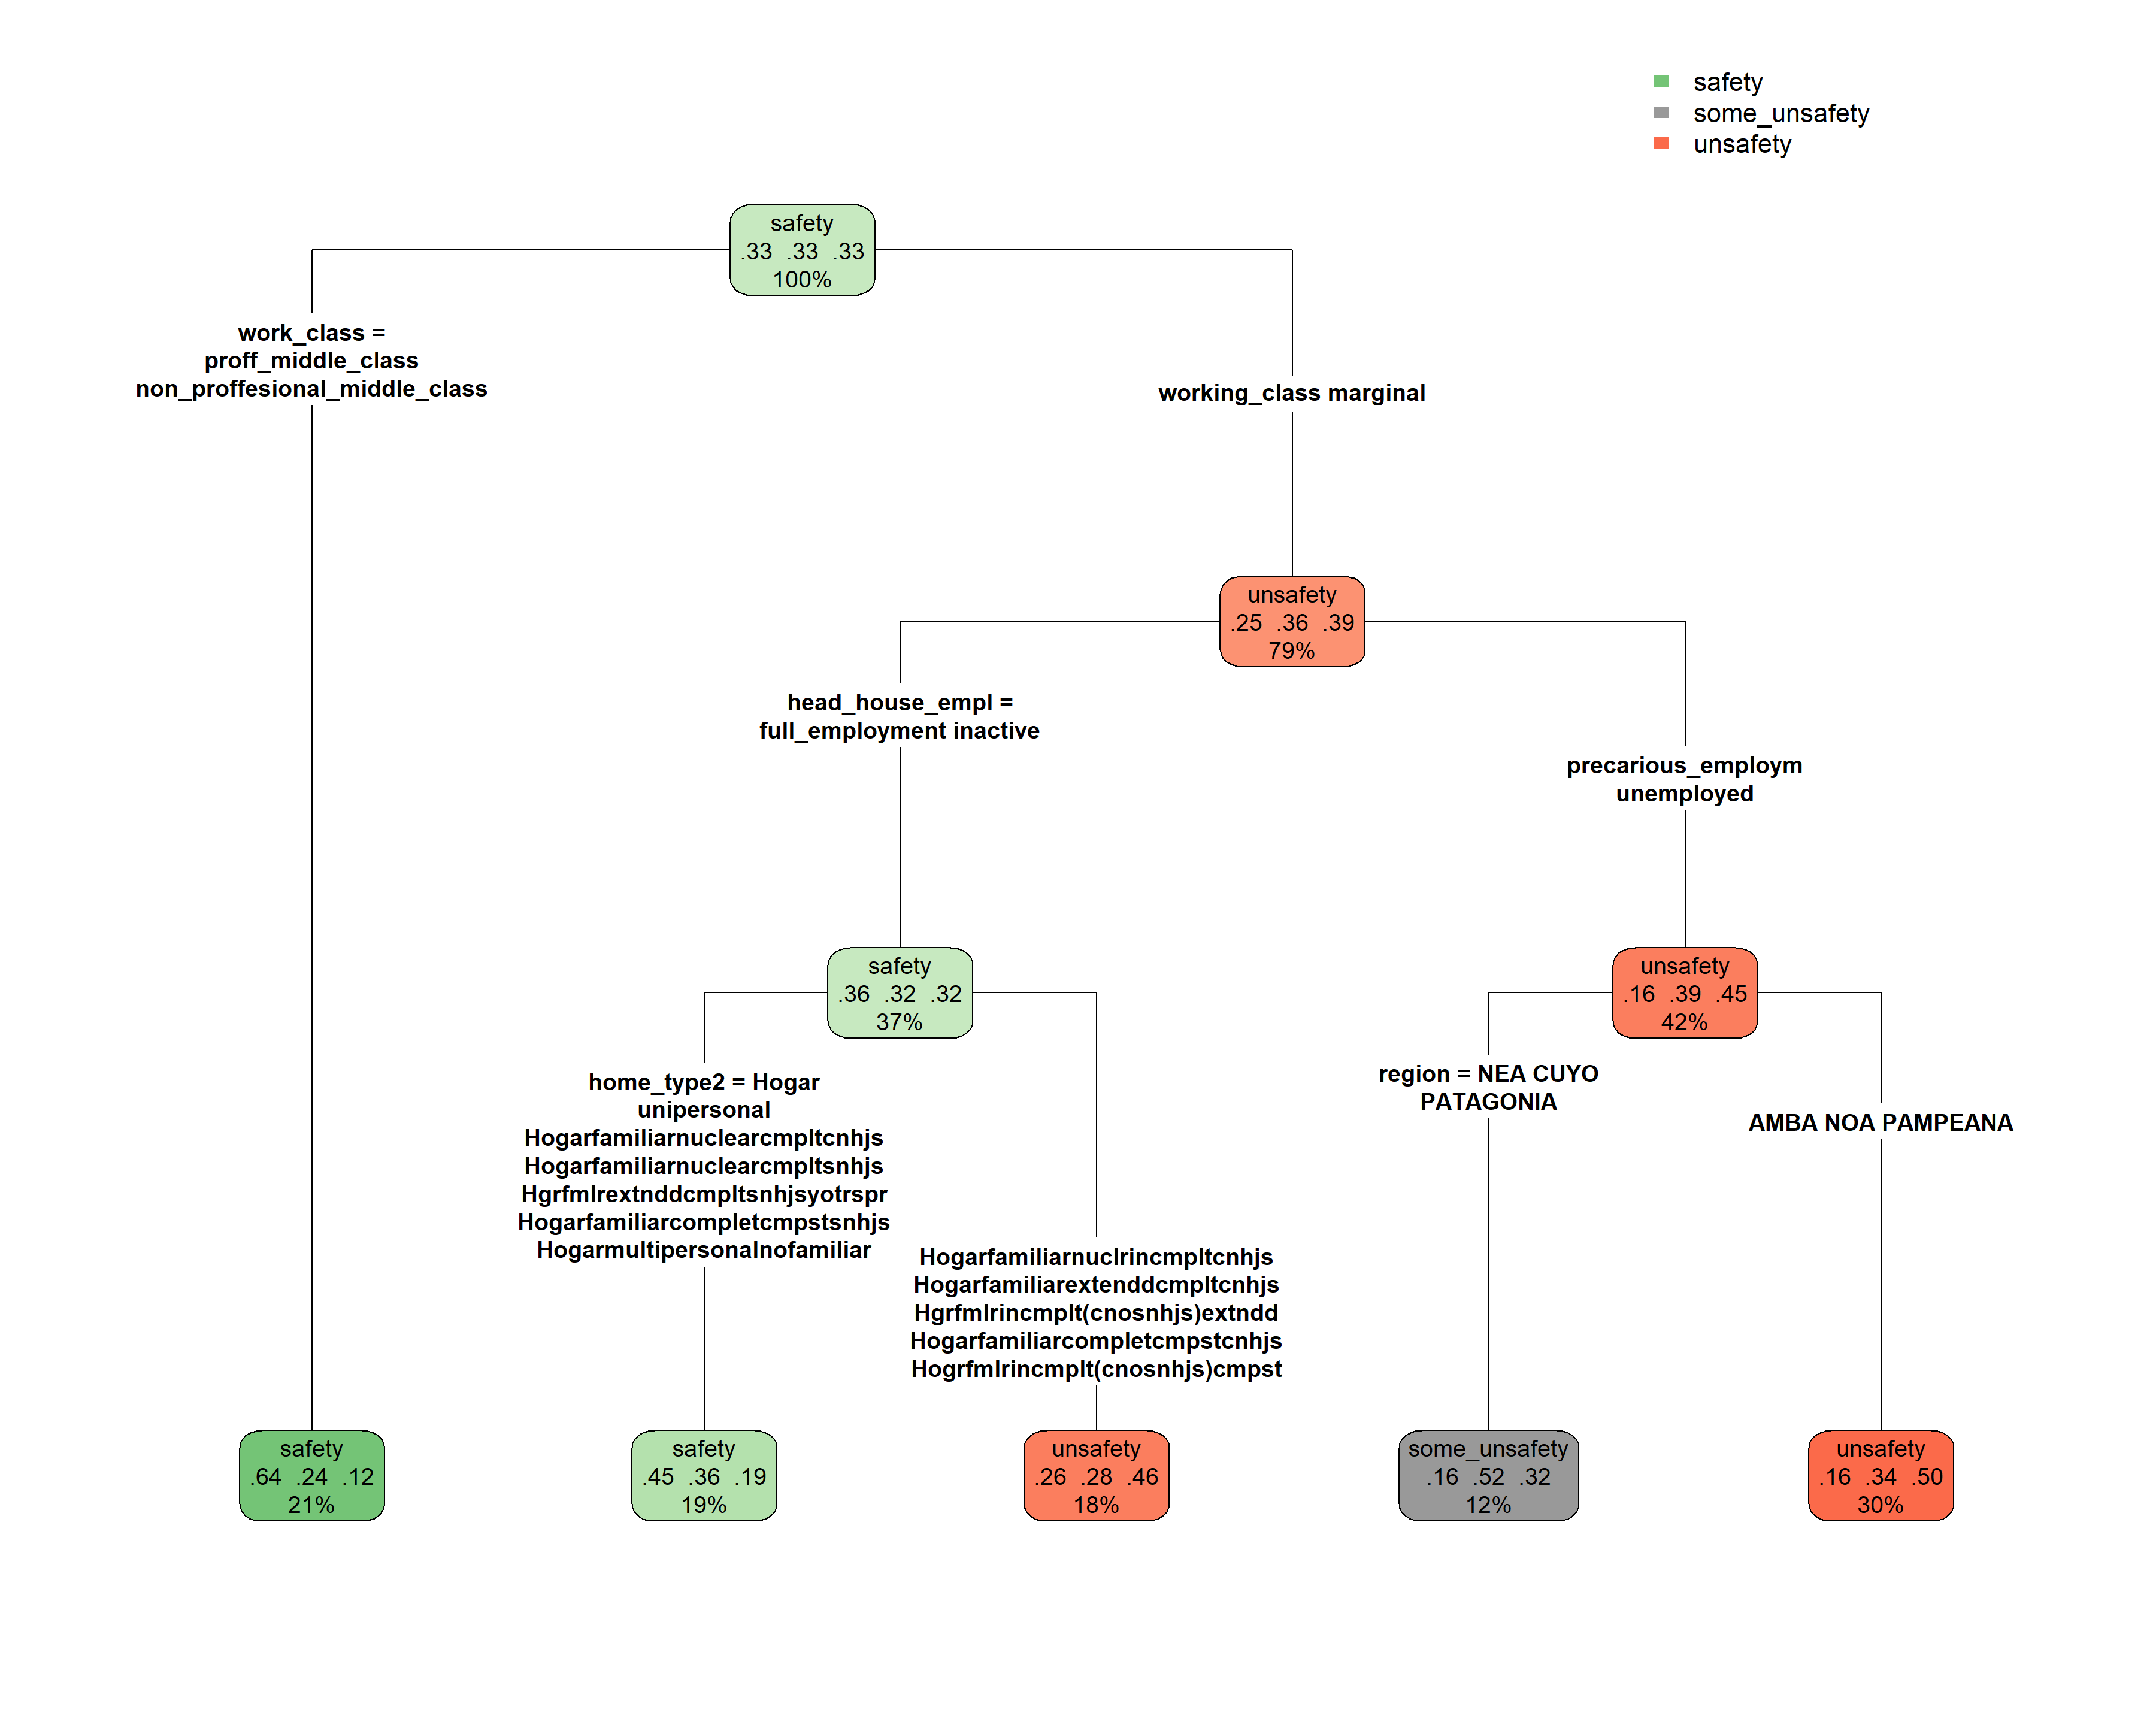 safety
some_unsafety
unsafety
safety
.33 .33 .33
100%
work_class =
proff_middle_class
non_proffesional_middle_class
working_class marginal
unsafety
.25 .36 .39
79%
head_house_empl =
full_employment inactive
precarious_employm
unemployed
safety
.36 .32 .32
37%
unsafety
.16 .39 .45
42%
home_type2 = Hogar
unipersonal
Hogarfamiliarnuclearcmpltcnhjs
Hogarfamiliarnuclearcmpltsnhjs
Hgrfmlrextnddcmpltsnhjsyotrspr
Hogarfamiliarcompletcmpstsnhjs
Hogarmultipersonalnofamiliar
Hogarfamiliarnuclrincmpltcnhjs
Hogarfamiliarextenddcmpltcnhjs
Hgrfmlrincmplt(cnosnhjs)extndd
Hogarfamiliarcompletcmpstcnhjs
Hogrfmlrincmplt(cnosnhjs)cmpst
region = NEA CUYO
PATAGONIA
AMBA NOA PAMPEANA
safety
.64 .24 .12
21%
safety
.45 .36 .19
19%
unsafety
.26 .28 .46
18%
some_unsafety
.16 .52 .32
12%
unsafety
.16 .34 .50
30%